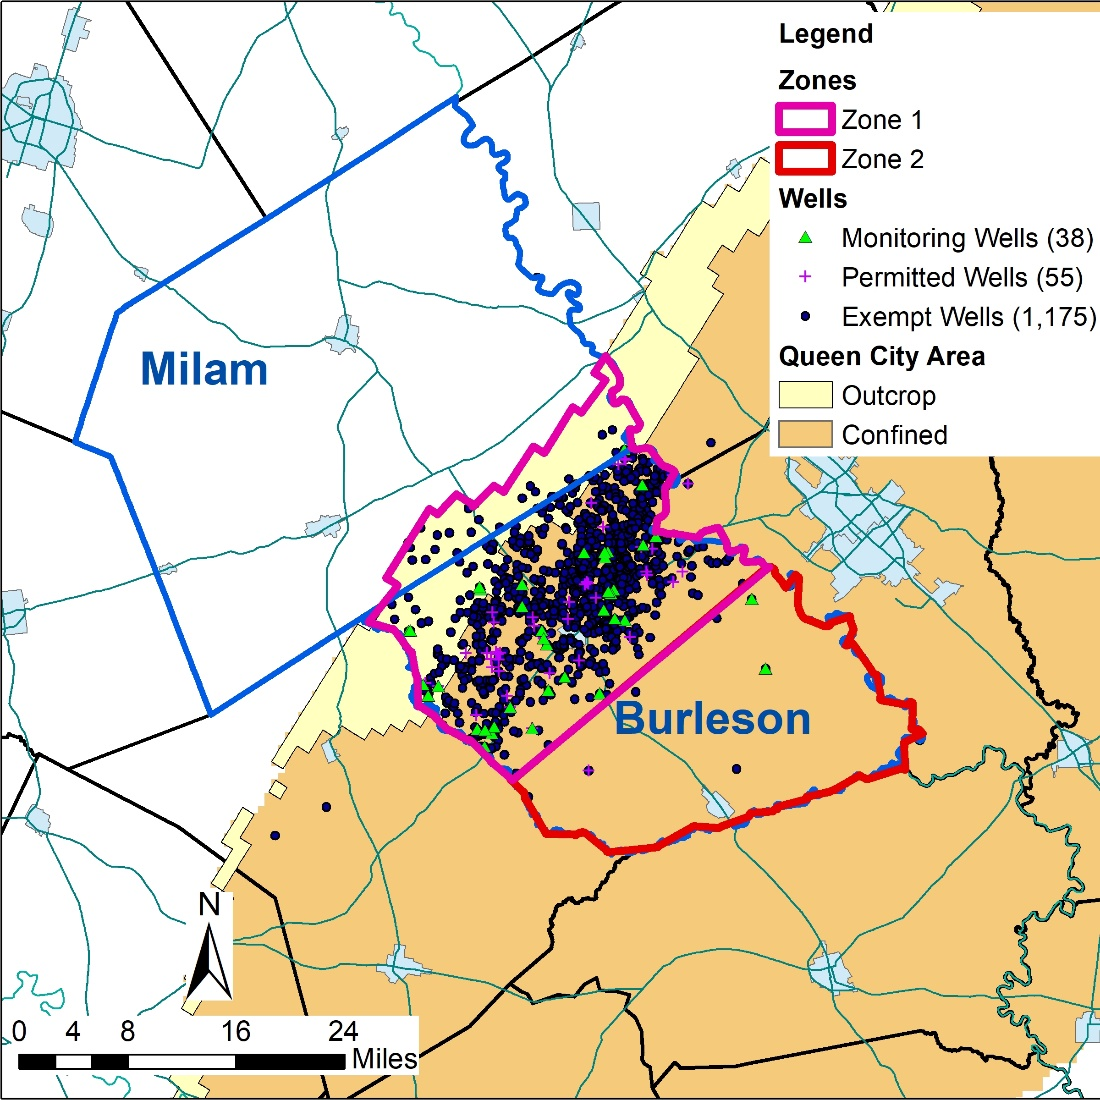 Legend
Zones
Zone 1
Zone 2
Wells
Monitoring Wells (38)
Permitted Wells (55)
Exempt Wells (1,175)
Queen City Area
Outcrop
Confined
Milam
Burleson
N
0 4 8 16 24
Miles